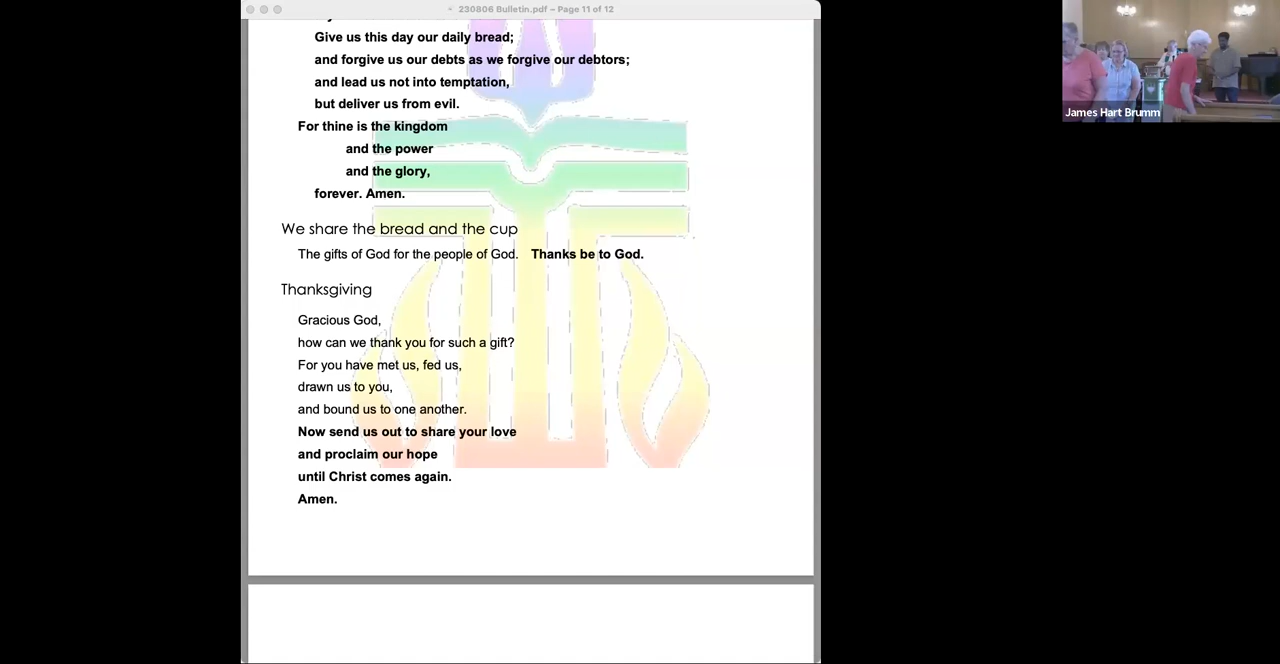 230806 Bulletin.pdf – Page 11 of 12
Give us this day our daily bread;
and forgive us our debts as we forgive our debtors;
and lead us not into temptation,
but deliver us from evil.
For thine is the kingdom
and the power
and the glory,
forever. Amen.
We share the bread and the cup
The gifts of God for the people of God. Thanks be to God.
Thanksgiving
Gracious God,
how can we thank you for such a gift?
For you have met us, fed us,
drawn us to you,
and bound us to one another.
Now send us out to share your love
and proclaim our hope
until Christ comes again.
Amen.
James Hart Brumm